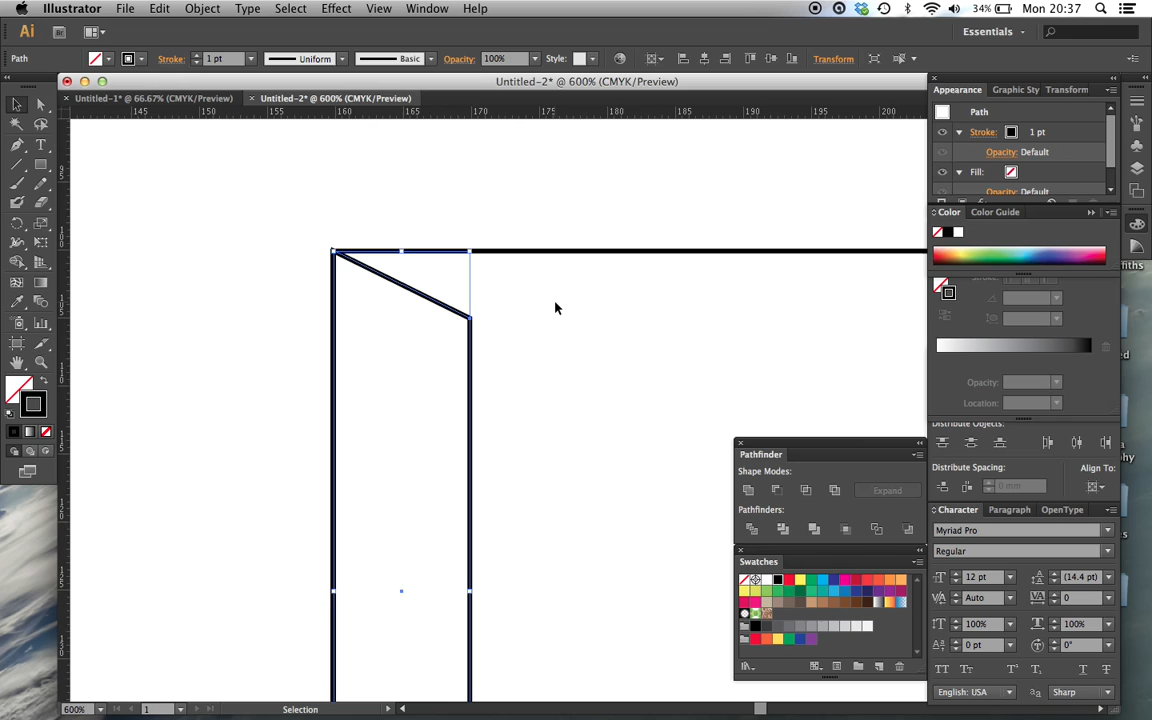 Illustrator File Edit Object Type Select Effect View Window Help 34% Mon 20:37
Ai Br Essentials
Path Stroke: 1 pt Uniform Basic Opacity: 100% Style: Transform
Untitled-2* @ 600% (CMYK/Preview)
Untitled-1* @ 66.67% (CMYK/Preview) Untitled-2* @ 600% (CMYK/Preview)
145 150 155 160 165 170 175 180 185 190 195 200
Appearance Graphic Sty Transform
Path
Stroke: 1 pt
Opacity: Default
Fill:
Opacity: Default
Color Color Guide
Opacity:
Location:
Distribute Objects:
Distribute Spacing: Align To:
0 mm
Pathfinder
Shape Modes:
Expand
Pathfinders:
Swatches
Character Paragraph OpenType
Myriad Pro
Regular
12 pt (14.4 pt)
Auto 0
100% 100%
0 pt 0°
English: USA Sharp
600% 1 Selection